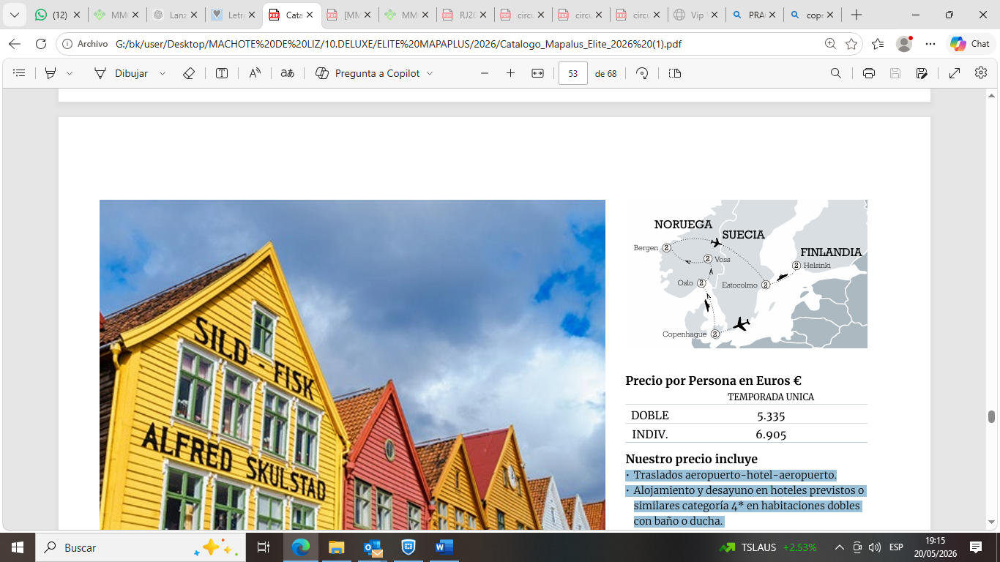 (12)
MM
Lanz
Letra
Cata
[MM
MM
RJ20
circu
circu
circu
Vip
PRA
cope
Archivo
G:/bk/user/Desktop/MACHOTE%20DE%20LIZ/10.DELUXE/ELITE%20MAPAPLUS/2026/Catalogo_Mapalus_Elite_2026%20(1).pdf
Chat
Dibujar
Pregunta a Copilot
53
de 68
NORUEGA
SUECIA
Bergen 2
FINLANDIA
2 Voss
2 Helsinki
Oslo 2
Estocolmo 2
Copenhague 2
SILD - FISK
ALFRED SKULSTAD
Precio por Persona en Euros €
TEMPORADA UNICA
DOBLE 5.335
INDIV. 6.905
Nuestro precio incluye
• Traslados aeropuerto-hotel-aeropuerto.
• Alojamiento y desayuno en hoteles previstos o
similares categoría 4* en habitaciones dobles
con baño o ducha.
Buscar
TSLAUS +2.53%
ESP
19:15
20/05/2026